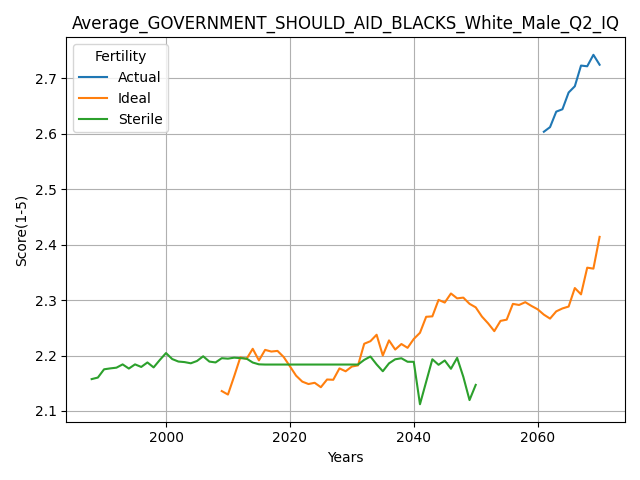 Average_GOVERNMENT_SHOULD_AID_BLACKS_White_Male_Q2_IQ
Fertility
Actual
Ideal
Sterile
Score(1-5)
2.7
2.6
2.5
2.4
2.3
2.2
2.1
2000
2020
2040
2060
Years